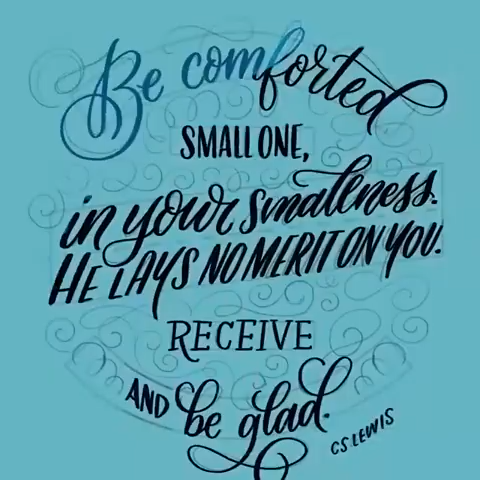 Be comforted
SMALL ONE,
in your smallness.
HE LAYS NO MERIT ON YOU.
RECEIVE
AND be glad.
CS LEWIS